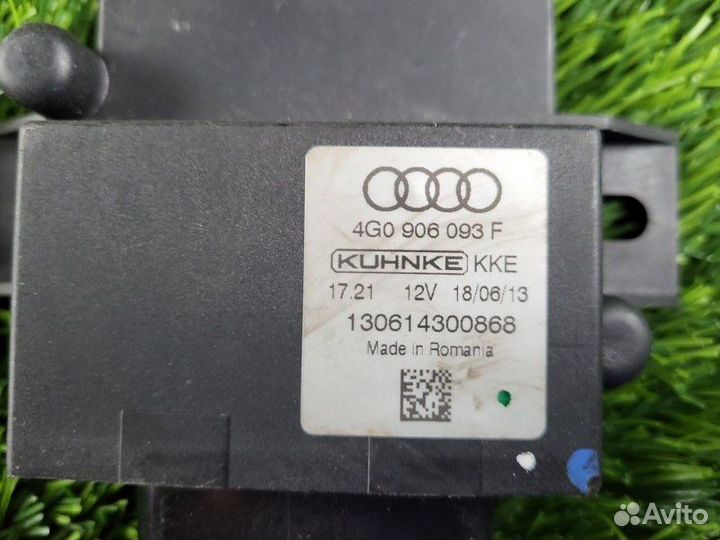 4G0 906 093 F
KUHNKE KKE
17.21 12V 18/06/13
130614300868
Made in Romania
Avito